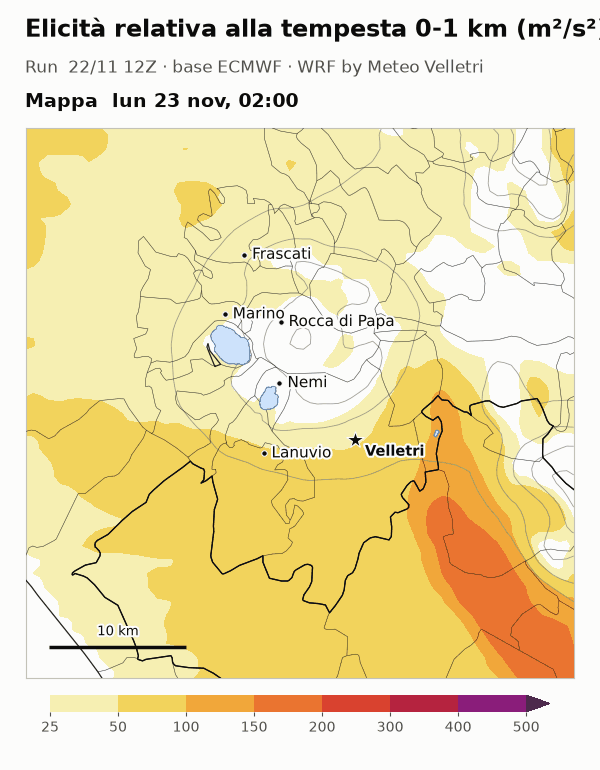 Elicità relativa alla tempesta 0-1 km (m²/s²)
Run  22/11 12Z · base ECMWF · WRF by Meteo Velletri
Mappa  lun 23 nov, 02:00
Frascati
Marino
Rocca di Papa
Nemi
Velletri
Lanuvio
10 km
25 50 100 150 200 300 400 500